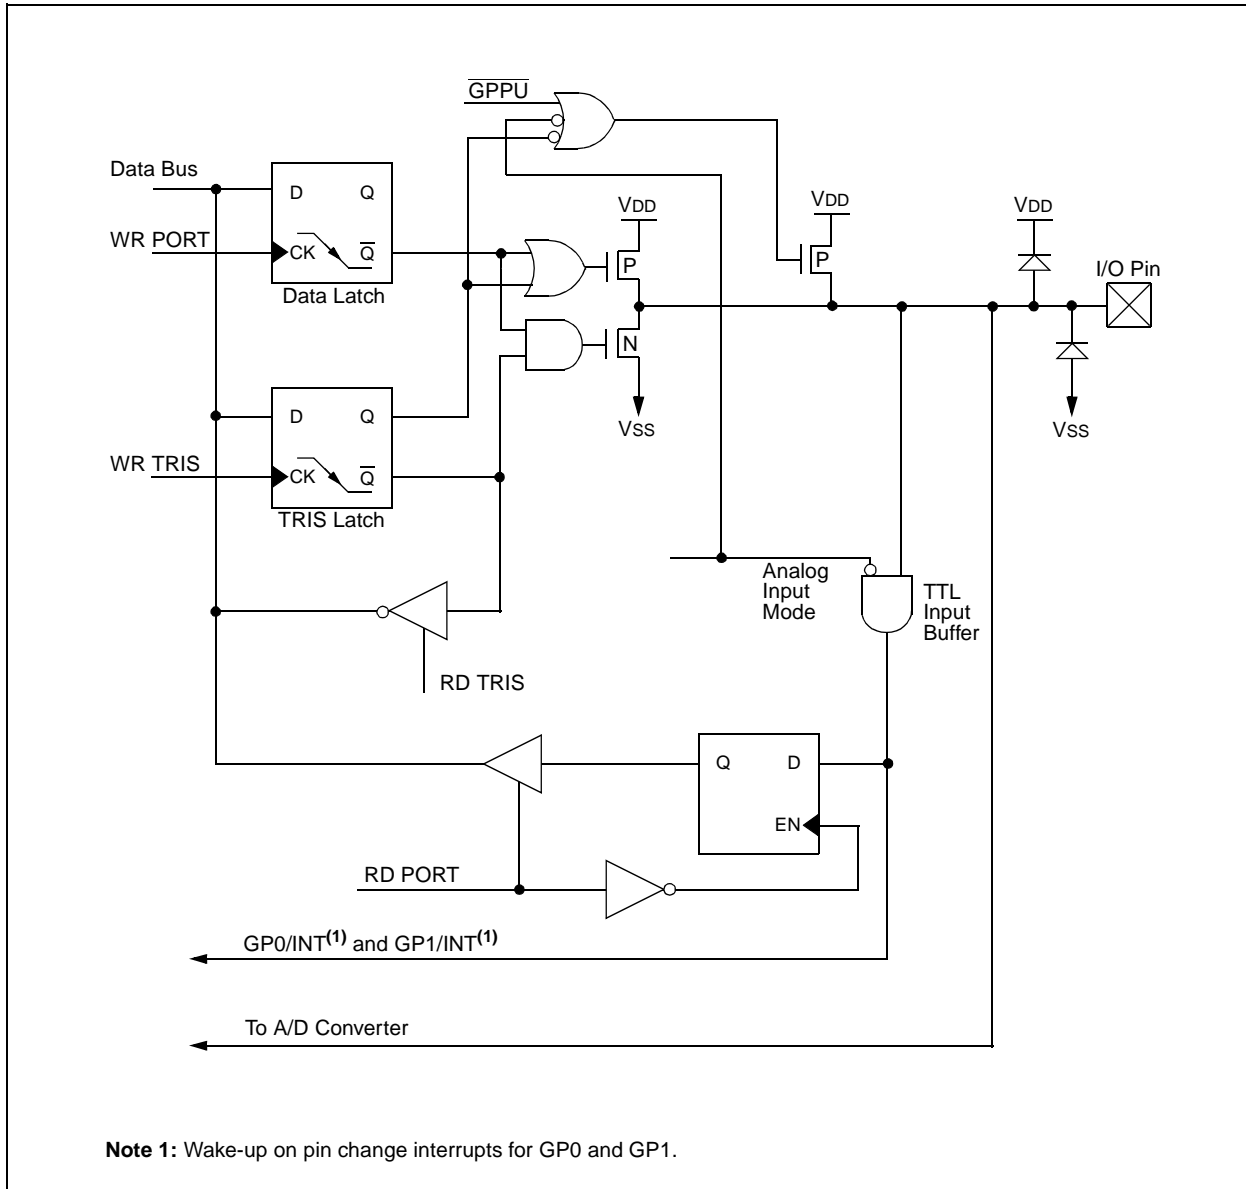 GPPU
Data Bus
D Q
WR PORT
CK Q
Data Latch
VDD
P
VDD
P
VDD
I/O Pin
N
VSS
VSS
D Q
WR TRIS
CK Q
TRIS Latch
Analog
Input
Mode
TTL
Input
Buffer
RD TRIS
Q D
EN
RD PORT
GP0/INT(1) and GP1/INT(1)
To A/D Converter
Note 1: Wake-up on pin change interrupts for GP0 and GP1.